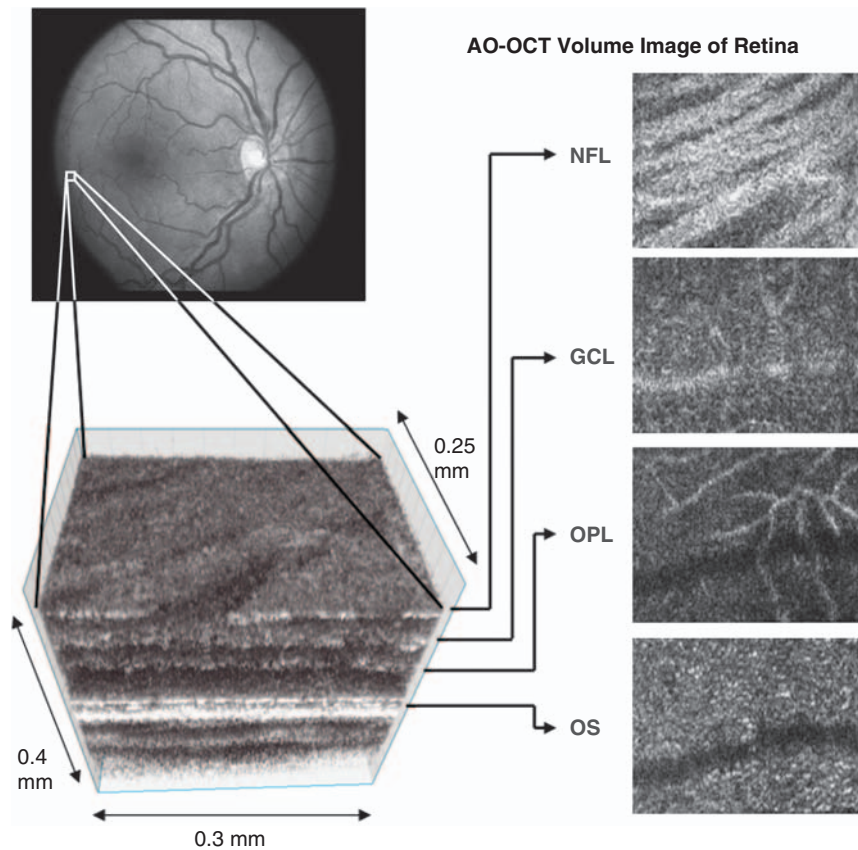 AO-OCT Volume Image of Retina
NFL
GCL
0.25
mm
OPL
OS
0.4
mm
0.3 mm